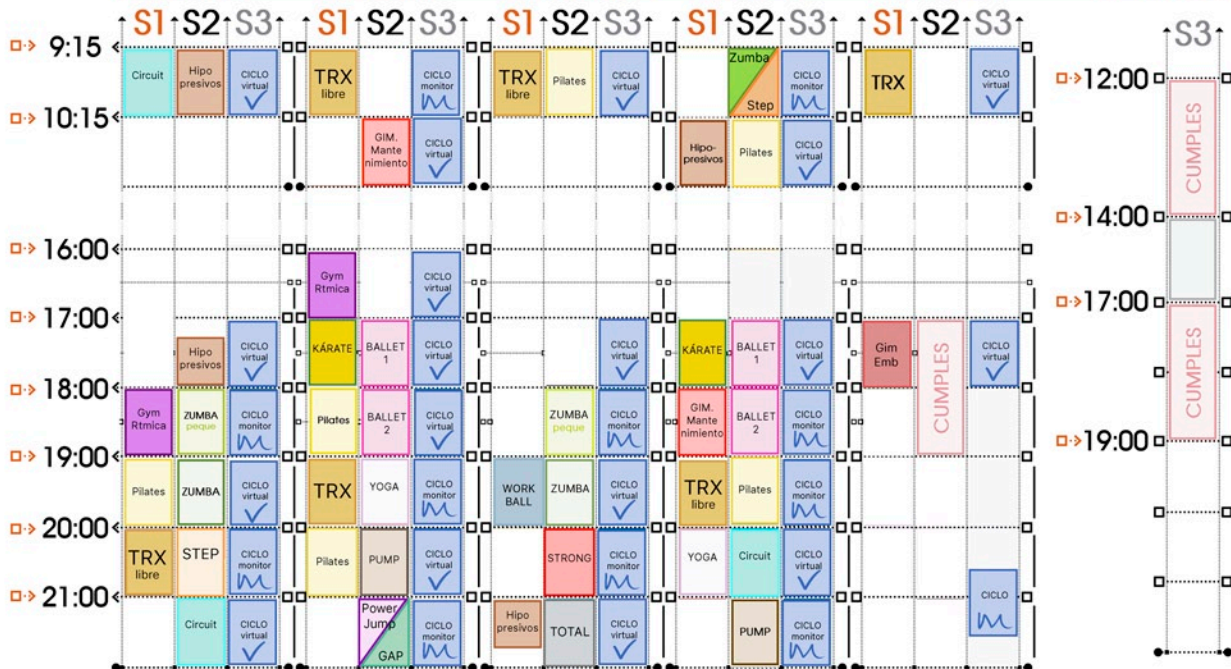 S1 S2 S3 S1 S2 S3 S1 S2 S3 S1 S2 S3 S1 S2 S3
S3
9:15
Circuit
Hipo
presivos
CICLO
virtual
TRX
libre
CICLO
monitor
TRX
libre
Pilates
CICLO
virtual
Zumba
Step
CICLO
monitor
TRX
CICLO
virtual
10:15
GIM.
Mante
nimiento
CICLO
virtual
Hipo-
presivos
Pilates
CICLO
virtual
16:00
Gym
Rtmica
CICLO
virtual
17:00
Hipo
presivos
CICLO
virtual
KÁRATE
BALLET
1
CICLO
virtual
CICLO
virtual
KÁRATE
BALLET
1
CICLO
virtual
Gim
Emb
CUMPLES
CICLO
virtual
18:00
Gym
Rtmica
ZUMBA
peque
CICLO
monitor
Pilates
BALLET
2
CICLO
virtual
ZUMBA
peque
CICLO
monitor
GIM.
Mante
nimiento
BALLET
2
CICLO
monitor
19:00
Pilates
ZUMBA
CICLO
virtual
TRX
YOGA
CICLO
monitor
WORK
BALL
ZUMBA
CICLO
virtual
TRX
libre
Pilates
CICLO
monitor
20:00
TRX
libre
STEP
CICLO
monitor
Pilates
PUMP
CICLO
virtual
STRONG
CICLO
monitor
YOGA
Circuit
CICLO
virtual
21:00
Circuit
CICLO
virtual
Power
Jump
GAP
CICLO
monitor
Hipo
presivos
TOTAL
CICLO
virtual
PUMP
CICLO
monitor
CICLO
12:00
CUMPLES
14:00
17:00
CUMPLES
19:00